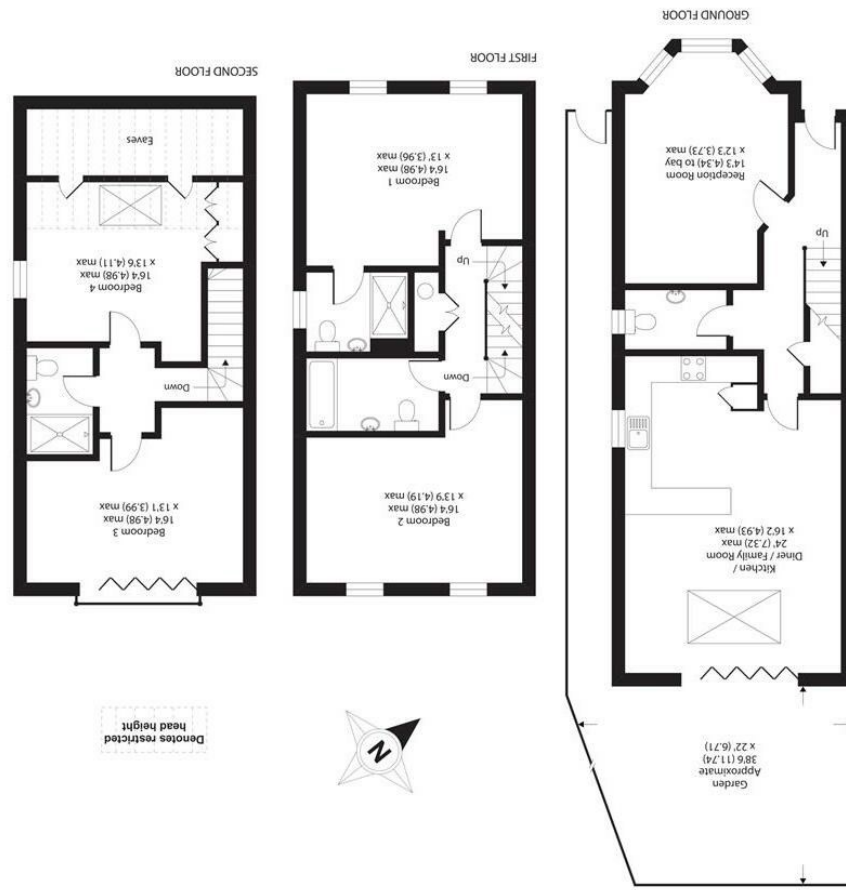 Garden
Approximate
38'6 (11.74)
x 22' (6.71)
N
Denotes restricted
head height
Kitchen /
Diner / Family Room
24' (7.32) max
x 16'2 (4.93) max
Up
Reception Room
14'3 (4.34) to bay
x 12'3 (3.73) max
GROUND FLOOR
Bedroom 2
16'4 (4.98) max
x 13'9 (4.19) max
Down
Up
Bedroom 1
16'4 (4.98) max
x 13' (3.96) max
FIRST FLOOR
Bedroom 3
16'4 (4.98) max
x 13'1 (3.99) max
Down
Bedroom 4
16'4 (4.98) max
x 13'6 (4.11) max
Eaves
SECOND FLOOR